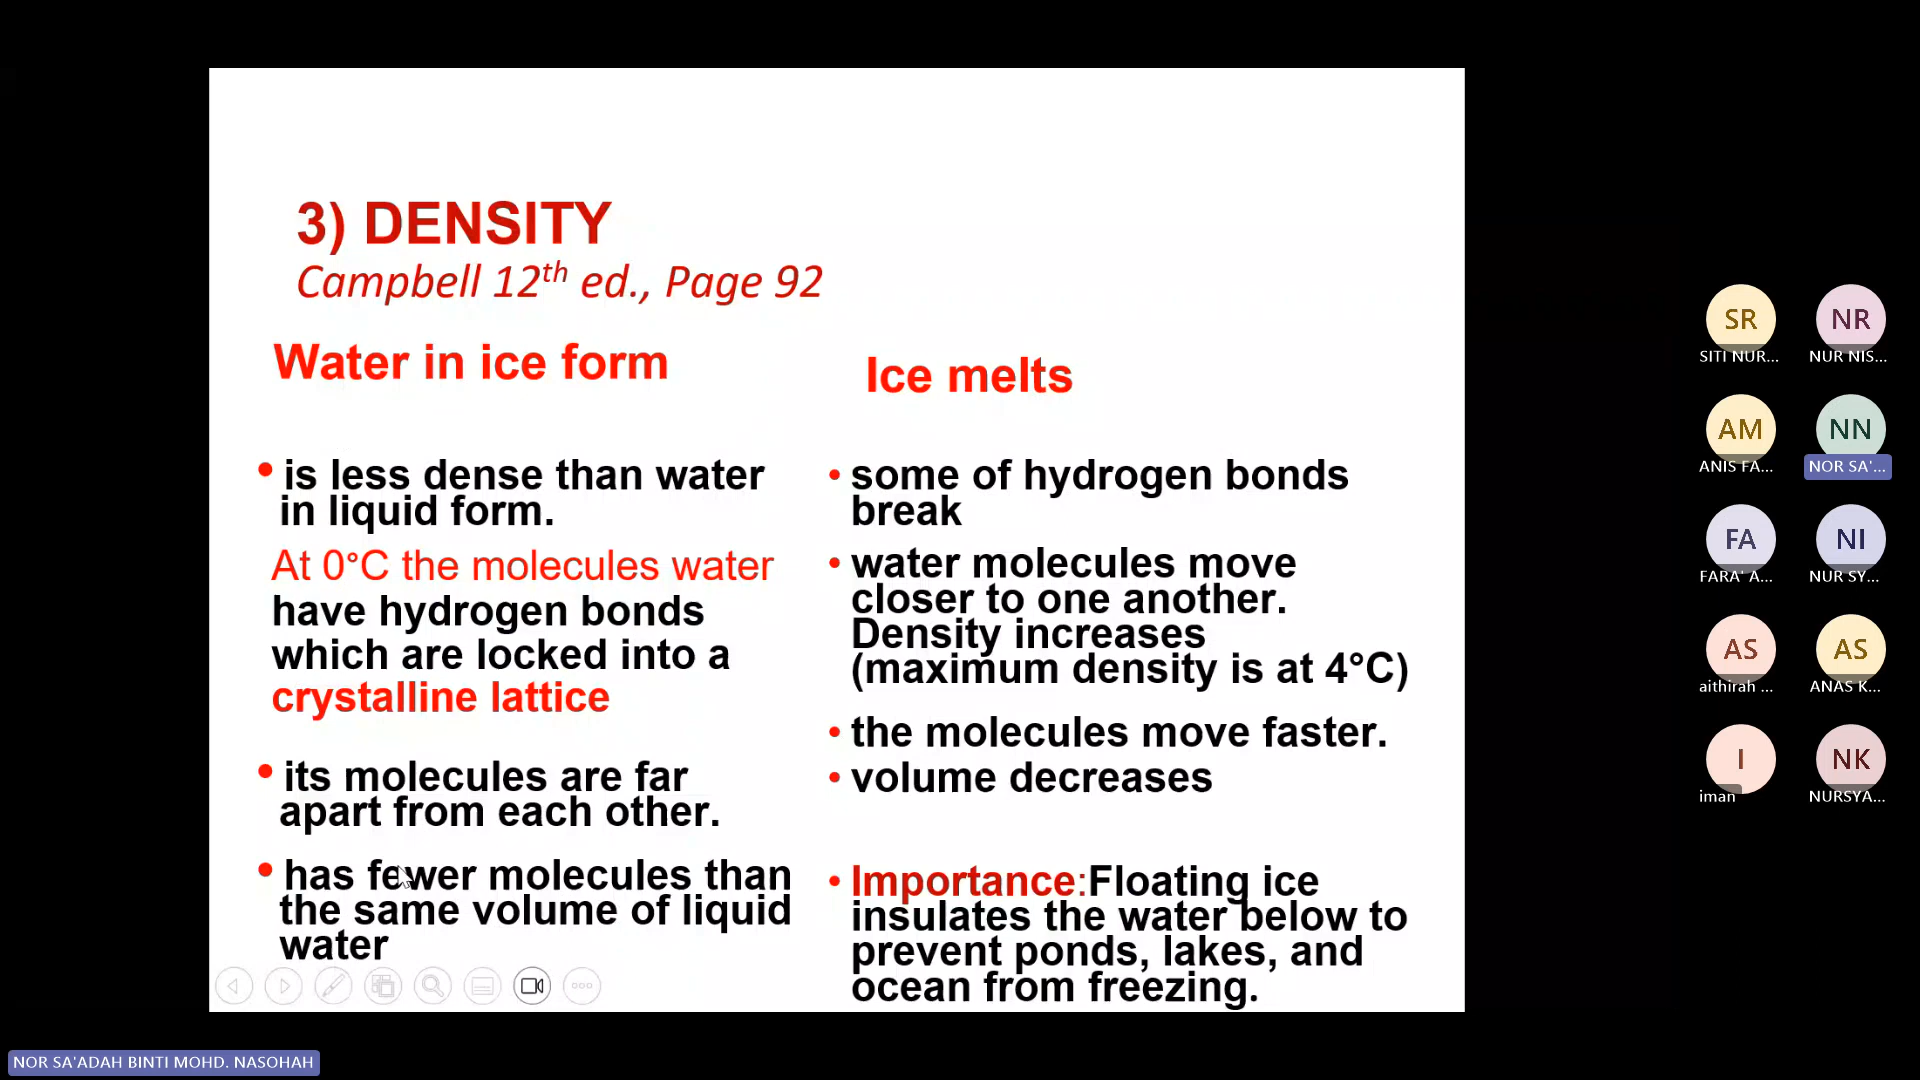 3) DENSITY
Campbell 12th ed., Page 92
Water in ice form
• is less dense than water
in liquid form.
At 0°C the molecules water
have hydrogen bonds
which are locked into a
crystalline lattice
• its molecules are far
apart from each other.
• has fewer molecules than
the same volume of liquid
water
Ice melts
• some of hydrogen bonds
break
• water molecules move
closer to one another.
Density increases
(maximum density is at 4°C)
• the molecules move faster.
• volume decreases
• Importance:Floating ice
insulates the water below to
prevent ponds, lakes, and
ocean from freezing.
SR
SITI NUR...
NR
NUR NIS...
AM
ANIS FA...
NN
NOR SA'...
FA
FARA' A...
NI
NUR SY...
AS
aithirah ...
AS
ANAS K...
I
iman
NK
NURSYA...
NOR SA'ADAH BINTI MOHD. NASOHAH